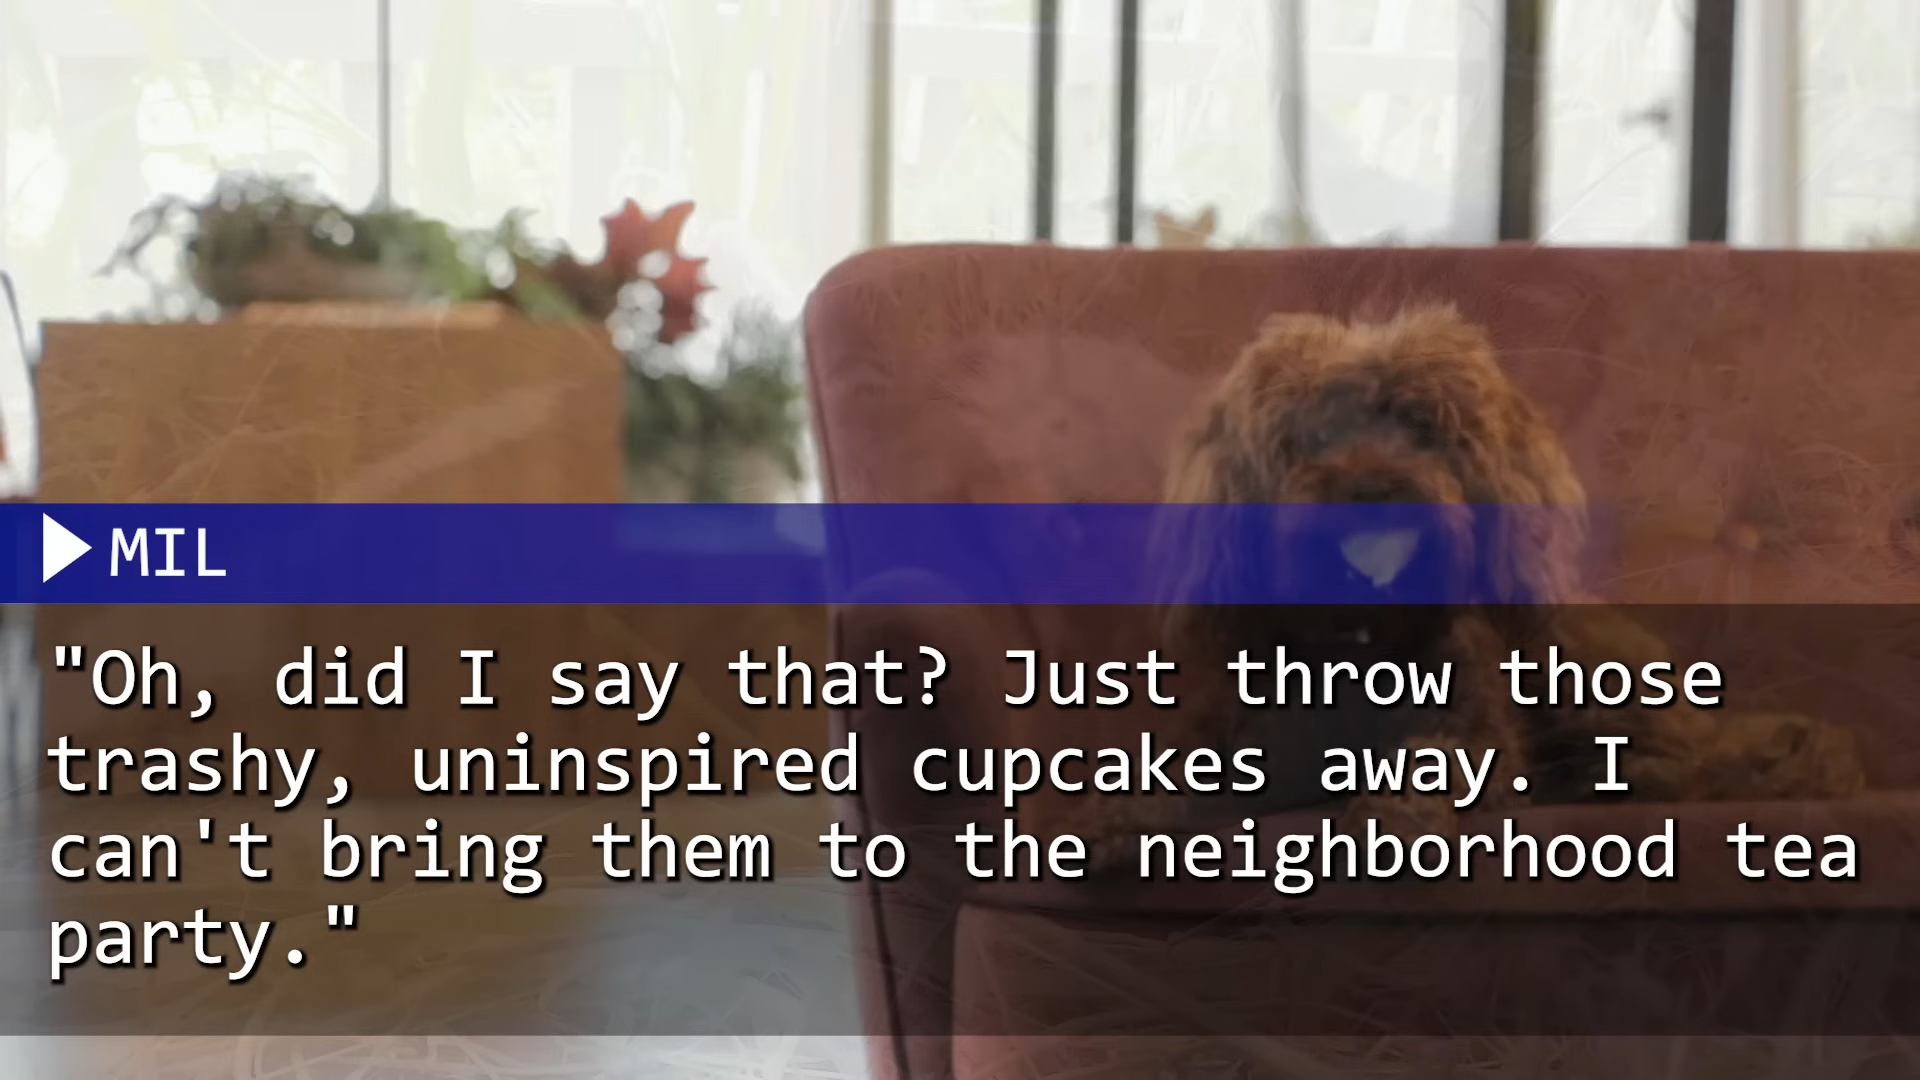 MIL
"Oh, did I say that? Just throw those
trashy, uninspired cupcakes away. I
can't bring them to the neighborhood tea
party."